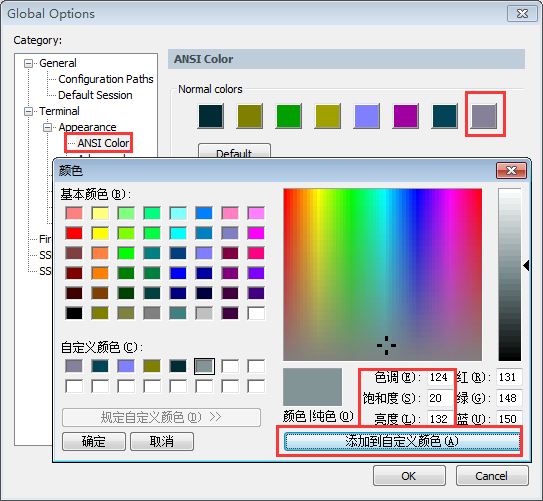 Global Options
Category:
General
Configuration Paths
Default Session
Terminal
Appearance
ANSI Color
ANSI Color
Normal colors
Default
Fir
SS
SS
颜色
基本颜色(B):
自定义颜色(C):
规定自定义颜色(D) >>
确定
取消
颜色|纯色(O)
色调(E): 124
饱和度(S): 20
亮度(L): 132
红(R): 131
绿(G): 148
蓝(U): 150
添加到自定义颜色(A)
OK
Cancel